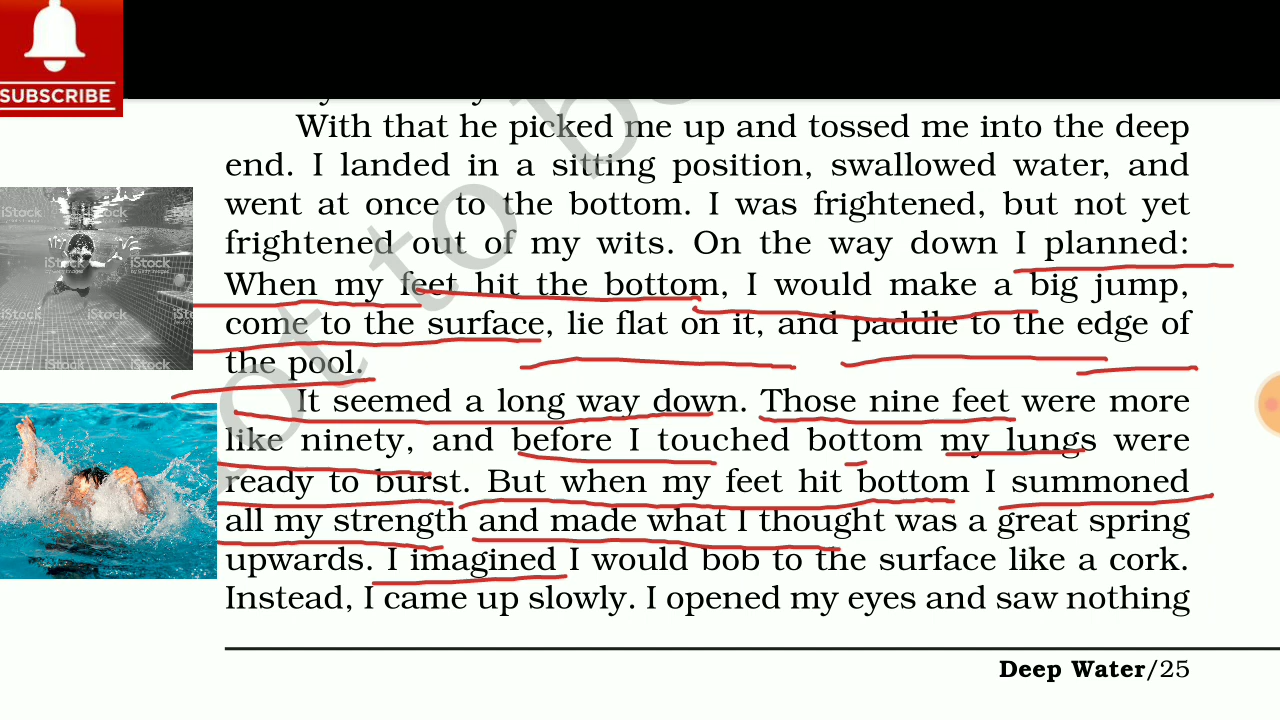 SUBSCRIBE
With that he picked me up and tossed me into the deep
end. I landed in a sitting position, swallowed water, and
went at once to the bottom. I was frightened, but not yet
frightened out of my wits. On the way down I planned:
When my feet hit the bottom, I would make a big jump,
come to the surface, lie flat on it, and paddle to the edge of
the pool.
It seemed a long way down. Those nine feet were more
like ninety, and before I touched bottom my lungs were
ready to burst. But when my feet hit bottom I summoned
all my strength and made what I thought was a great spring
upwards. I imagined I would bob to the surface like a cork.
Instead, I came up slowly. I opened my eyes and saw nothing
Deep Water/25
iStock
iStock
iStock
iStock
iStock
iStock